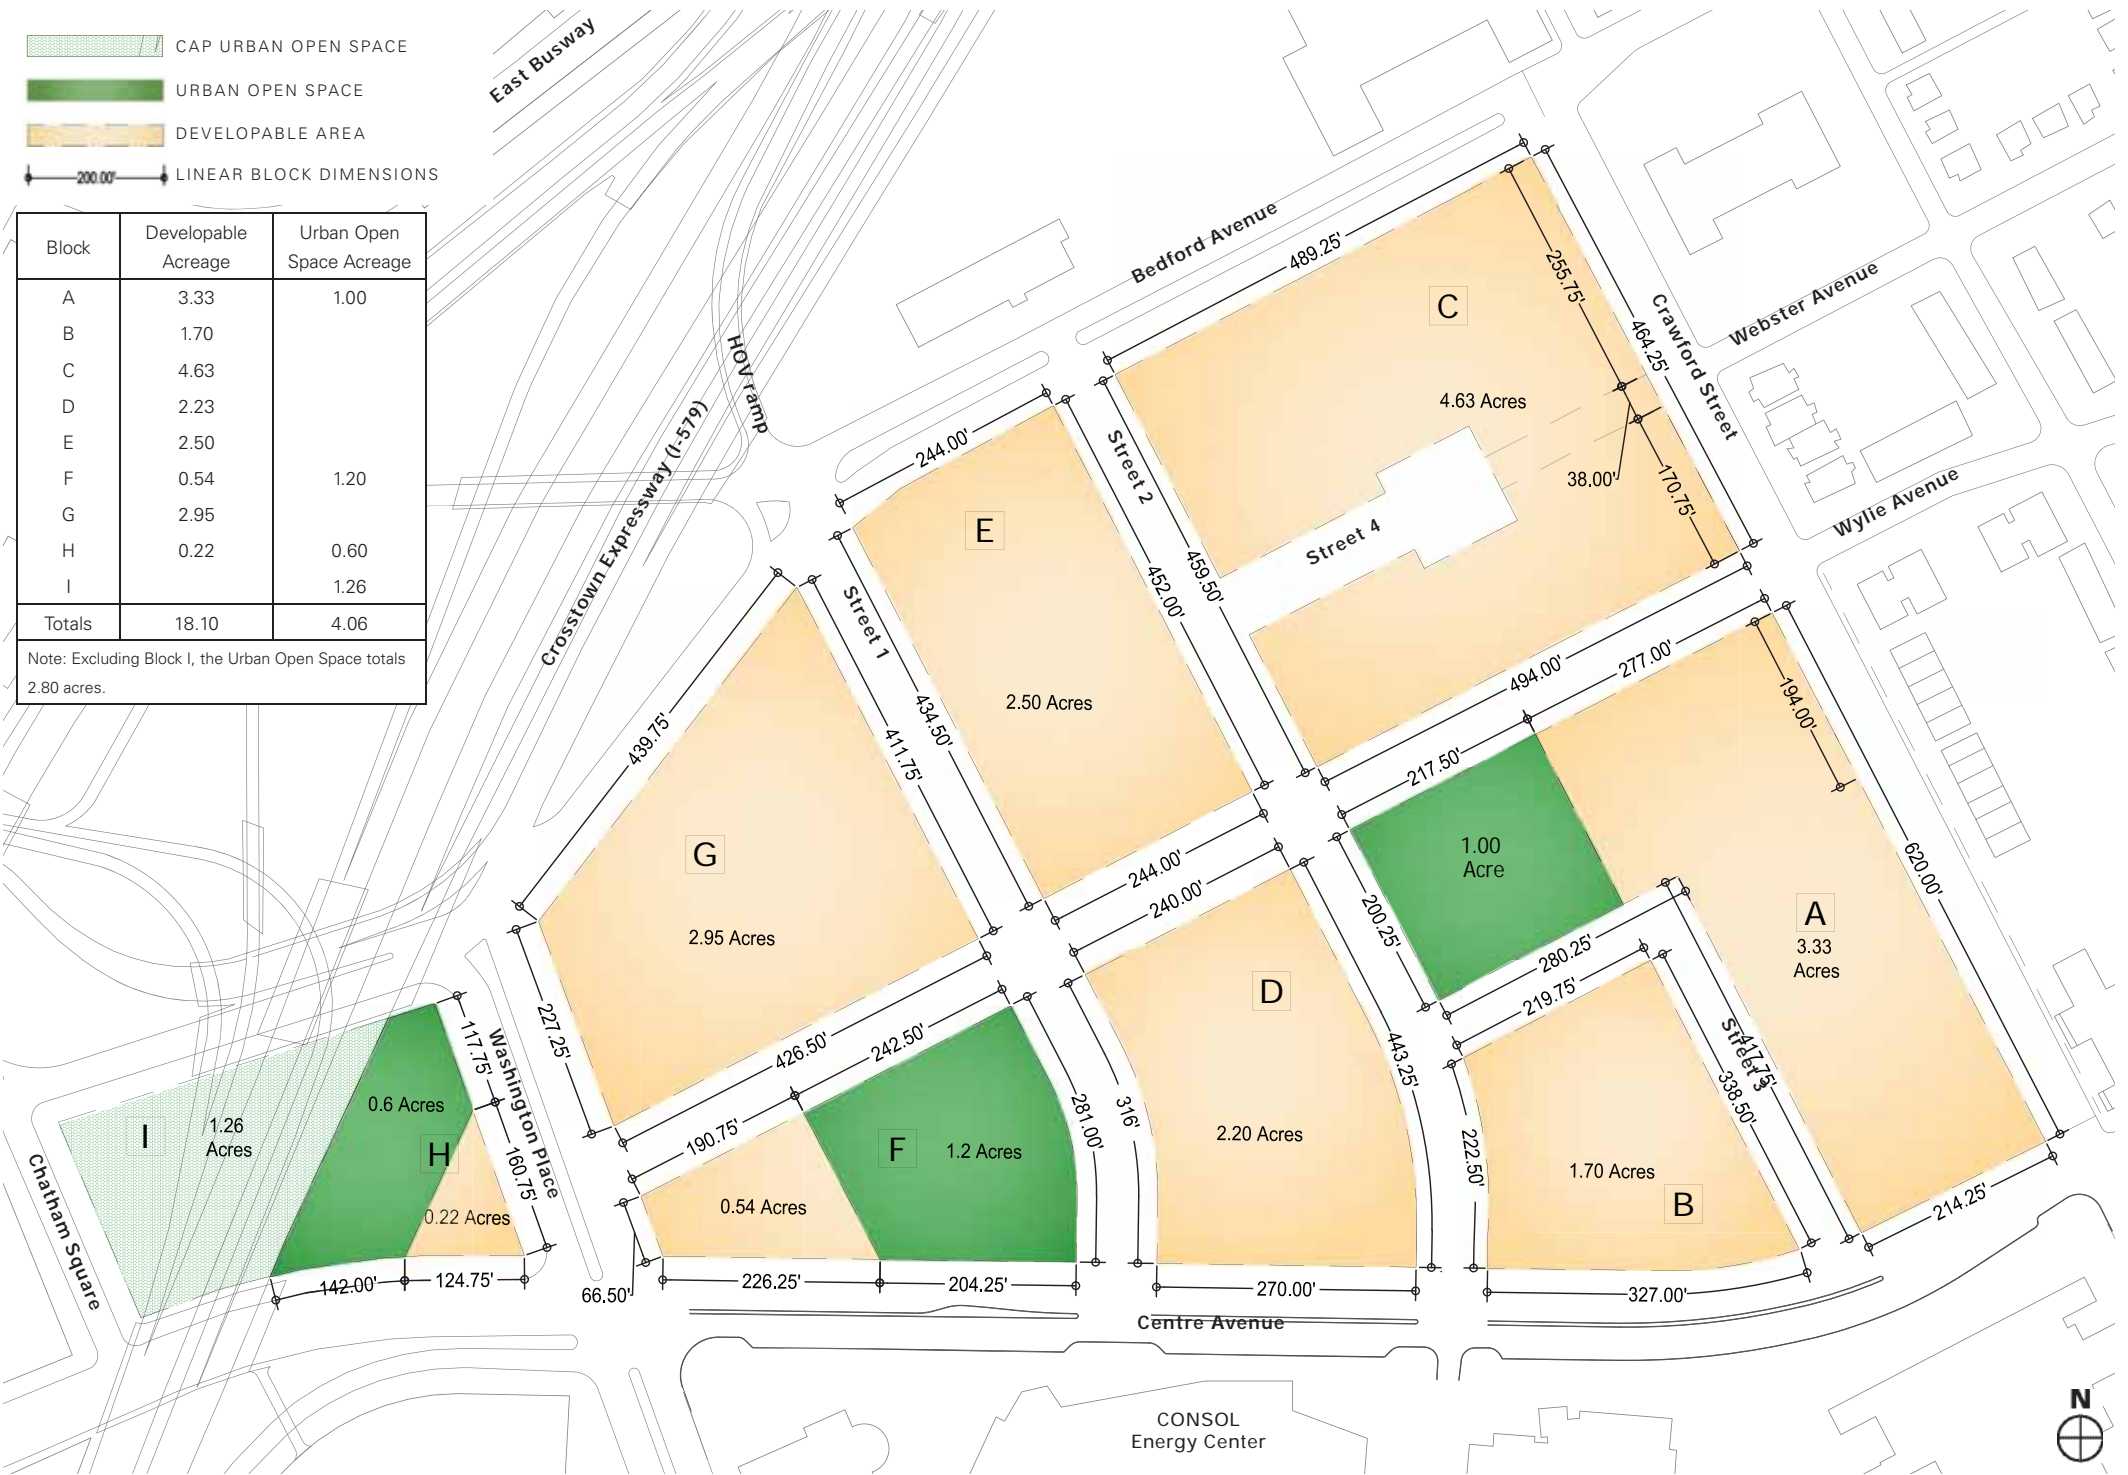 CAP URBAN OPEN SPACE
URBAN OPEN SPACE
DEVELOPABLE AREA
200.00'
LINEAR BLOCK DIMENSIONS
Block
Developable Acreage
Urban Open Space Acreage
A 3.33 1.00
B 1.70
C 4.63
D 2.23
E 2.50
F 0.54 1.20
G 2.95
H 0.22 0.60
I 1.26
Totals 18.10 4.06
Note: Excluding Block I, the Urban Open Space totals
2.80 acres.
East Busway
Crosstown Expressway (I-579)
HOV ramp
Bedford Avenue
489.25'
C
4.63 Acres
255.75'
464.25'
Crawford Street
Webster Avenue
Wylie Avenue
38.00'
170.75'
Street 4
Street 2
459.50'
452.00'
244.00'
E
2.50 Acres
Street 1
434.50'
411.75'
439.75'
G
2.95 Acres
494.00'
277.00'
217.50'
194.00'
620.00'
1.00
Acre
A
3.33
Acres
244.00'
240.00'
200.25'
280.25'
219.75'
D
2.20 Acres
443.25'
316'
281.00'
Street 3
417.75'
338.50'
222.50'
1.70 Acres
B
214.25'
227.25'
426.50'
242.50'
190.75'
F
1.2 Acres
0.54 Acres
66.50'
226.25'
204.25'
270.00'
327.00'
Washington Place
117.75'
160.75'
0.6 Acres
H
0.22 Acres
I
1.26
Acres
142.00'
124.75'
Chatham Square
Centre Avenue
CONSOL
Energy Center
N